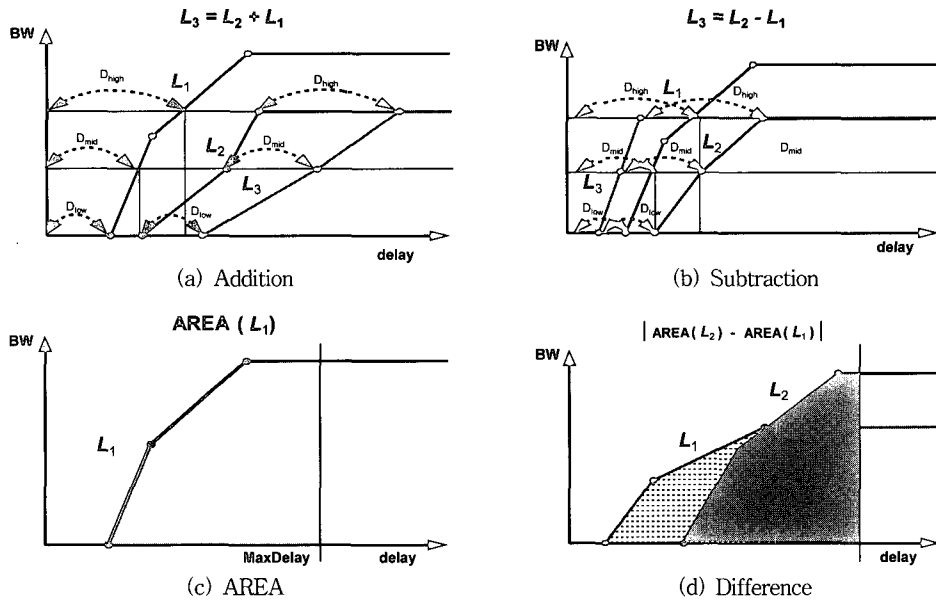 L3 = L2 + L1
BW
Dhigh
L1
Dhigh
Dmid
L2
Dmid
L3
Dlow
Dlow
delay
(a) Addition
L3 = L2 - L1
BW
Dhigh
L1
Dhigh
Dmid
Dmid
L2
Dmid
L3
Dlow
Dlow
delay
(b) Subtraction
AREA ( L1 )
BW
L1
MaxDelay
delay
(c) AREA
| AREA( L2 ) - AREA( L1 ) |
BW
L2
L1
delay
(d) Difference